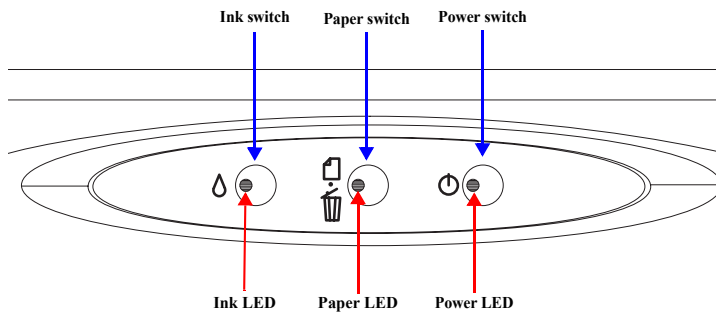 Ink switch
Paper switch
Power switch
Ink LED
Paper LED
Power LED